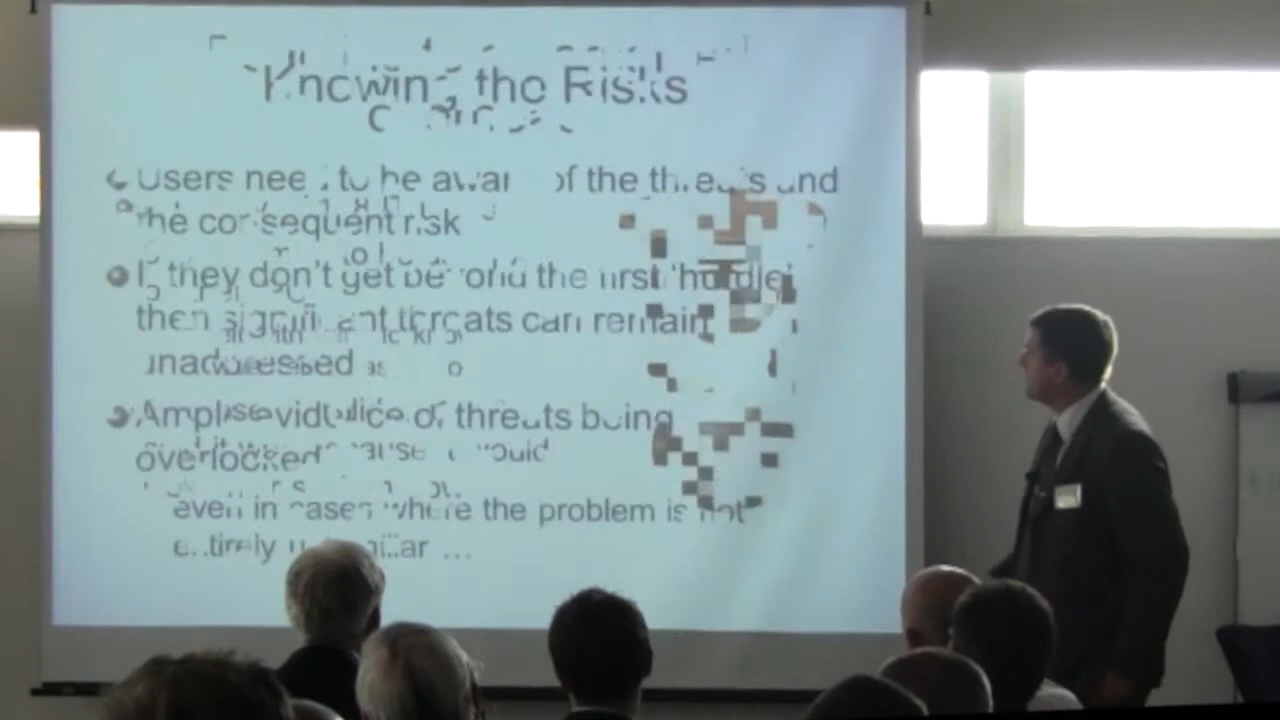 Knowing the Risks
Users need to be aware of the threats and
the consequent risk
If they don't get beyond the first 'hurdle'
then significant threats can remain
unaddressed
Ample evidence of threats being
overlooked
even in cases where the problem is not
entirely unfamiliar ...